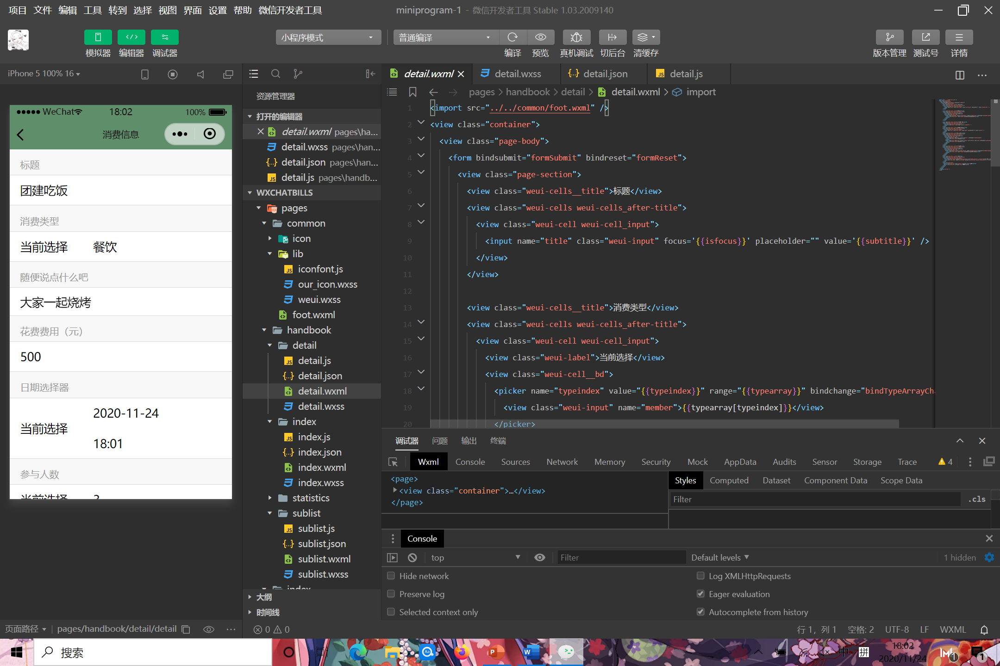 项目 文件 编辑 工具 转到 选择 视图 界面 设置 帮助 微信开发者工具
miniprogram-1 - 微信开发者工具 Stable 1.03.2009140
模拟器 编辑器 调试器
小程序模式
普通编译
编译 预览 真机调试 切后台 清缓存
版本管理 测试号 详情
iPhone 5 100% 16
WeChat 18:02 100%
消费信息
标题
团建吃饭
消费类型
当前选择 餐饮
随便说点什么吧
大家一起烧烤
花费费用（元）
500
日期选择器
当前选择 2020-11-24
18:01
参与人数
当前选择
页面路径 pages/handbook/detail/detail
资源管理器
打开的编辑器
detail.wxml pages\ha...
detail.wxss pages\han...
detail.json pages\han...
detail.js pages\handb...
WXCHATBILLS
pages
common
icon
lib
iconfont.js
our_icon.wxss
weui.wxss
foot.wxml
handbook
detail
detail.js
detail.json
detail.wxml
detail.wxss
index
index.js
index.json
index.wxml
index.wxss
statistics
sublist
sublist.js
sublist.json
sublist.wxml
sublist.wxss
index
大纲
时间线
0 0
detail.wxml detail.wxss detail.json detail.js
pages > handbook > detail > detail.wxml > import
1 <import src="../../common/foot.wxml" />
2 <view class="container">
3 <view class="page-body">
4 <form bindsubmit="formSubmit" bindreset="formReset">
5 <view class="page-section">
6 <view class="weui-cells__title">标题</view>
7 <view class="weui-cells weui-cells_after-title">
8 <view class="weui-cell weui-cell_input">
9 <input name="title" class="weui-input" focus='{{isfocus}}' placeholder="" value='{{subtitle}}' />
10 </view>
11 </view>
12
13 <view class="weui-cells__title">消费类型</view>
14 <view class="weui-cells weui-cells_after-title">
15 <view class="weui-cell weui-cell_input">
16 <view class="weui-label">当前选择</view>
17 <view class="weui-cell__bd">
18 <picker name="typeindex" value="{{typeindex}}" range="{{typearray}}" bindchange="bindTypeArrayCh
19 <view class="weui-input" name="member">{{typearray[typeindex]}}</view>
20 </picker>
调试器 问题 输出 终端
Wxml Console Sources Network Memory Security Mock AppData Audits Sensor Storage Trace 4
<page>
<view class="container">…</view>
</page>
Styles Computed Dataset Component Data Scope Data
Filter .cls
Console
top Filter Default levels 1 hidden
Hide network Log XMLHttpRequests
Preserve log Eager evaluation
Selected context only Autocomplete from history
行 1，列 1 空格: 2 UTF-8 LF WXML
搜索
中 拼
18:02
2020/11/24
1
1